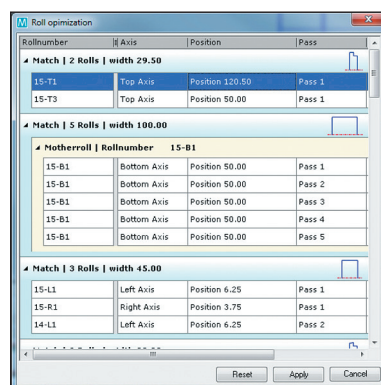 M Roll opimization
Rollnumber Axis Position Pass
Match | 2 Rolls | width 29.50
15-T1 Top Axis Position 120.50 Pass 1
15-T3 Top Axis Position 50.00 Pass 1
Match | 5 Rolls | width 100.00
Motherroll | Rollnumber 15-B1
15-B1 Bottom Axis Position 50.00 Pass 1
15-B1 Bottom Axis Position 50.00 Pass 2
15-B1 Bottom Axis Position 50.00 Pass 3
15-B1 Bottom Axis Position 50.00 Pass 4
15-B1 Bottom Axis Position 50.00 Pass 5
Match | 3 Rolls | width 45.00
15-L1 Left Axis Position 6.25 Pass 1
15-R1 Right Axis Position 3.75 Pass 1
14-L1 Left Axis Position 6.25 Pass 2
Reset Apply Cancel